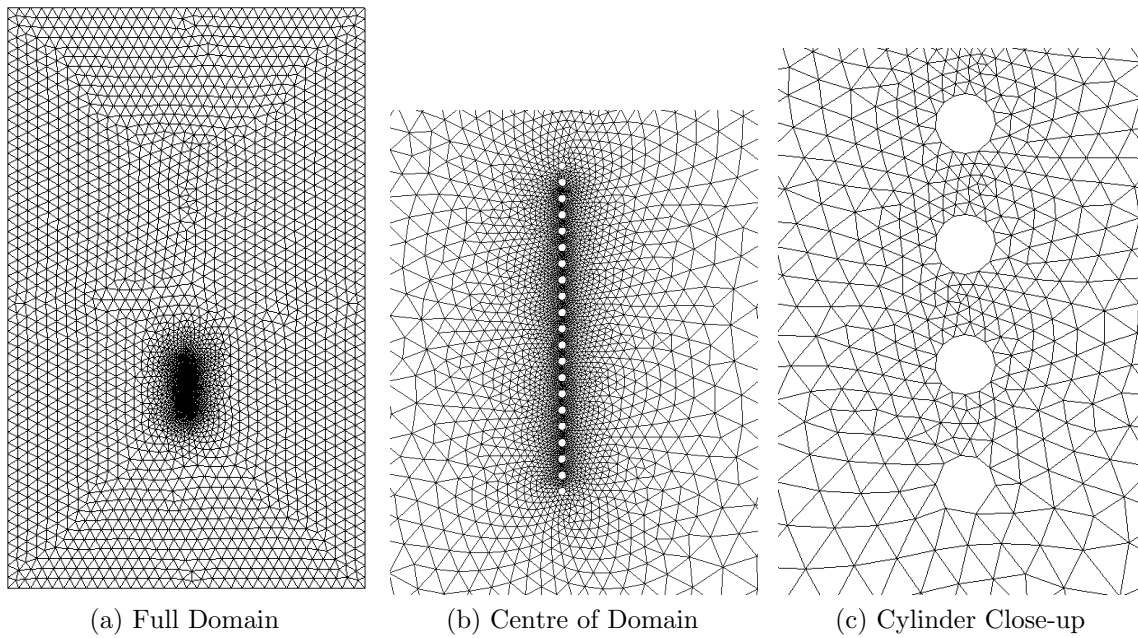 (a) Full Domain
(b) Centre of Domain
(c) Cylinder Close-up